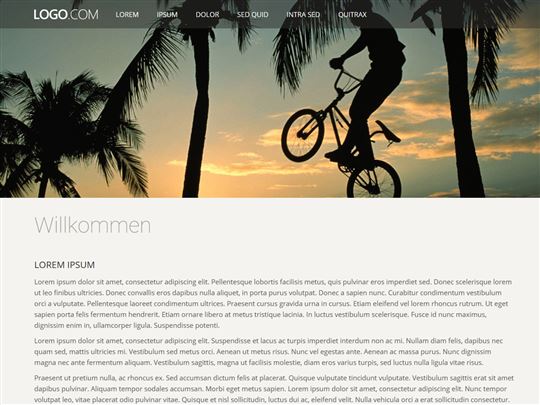 LOGO.COM LOREM IPSUM DOLOR SED QUID INTRA SED QUITRAX
Willkommen
LOREM IPSUM
Lorem ipsum dolor sit amet, consectetur adipiscing elit. Pellentesque lobortis facilisis metus, quis pulvinar eros imperdiet sed. Donec scelerisque lorem
ut leo finibus ultricies. Donec convallis eros dapibus nulla aliquet, in porta purus volutpat. Donec a sapien nunc. Curabitur condimentum vestibulum
orci a vulputate. Pellentesque laoreet condimentum ultrices. Praesent cursus gravida urna in cursus. Etiam eleifend vel lorem rhoncus ornare. Sed eget
sapien porta felis fermentum hendrerit. Etiam ornare libero at metus tristique lacinia. In condimentum vestibulum scelerisque. Fusce id nunc maximus,
dignissim enim in, ullamcorper libero. Suspendisse potenti.
Lorem ipsum dolor sit amet, consectetur adipiscing elit. Suspendisse et lacus ac turpis imperdiet interdum non ac mi. Nullam diam felis, dapibus nec
quam sed, mattis ultricies mi. Vestibulum sed metus orci. Aenean ut metus risus. Nunc vel egestas ante. Aenean massa a purus. Nunc dignissim
magna nec ante fermentum aliquam. Vestibulum sagittis, magna ut facilisis molestie, diam eros varius turpis, sed luctus nulla ligula vitae risus.
Praesent ut pretium nulla, ac rhoncus ex. Sed accumsan dictum felis at placerat. Quisque vulputate tincidunt vulputate. Vestibulum sagittis erat sit amet
dapibus pulvinar. Aliquam tempor sodales accumsan. Morbi eget semper sapien. Lorem ipsum dolor sit amet, consectetur adipiscing elit. Nunc tempor
volutpat leo. Quisque et nisl sollicitudin, luctus dui ac, eleifend velit. Nulla vehicula orci a erat sollicitudin consectetur.